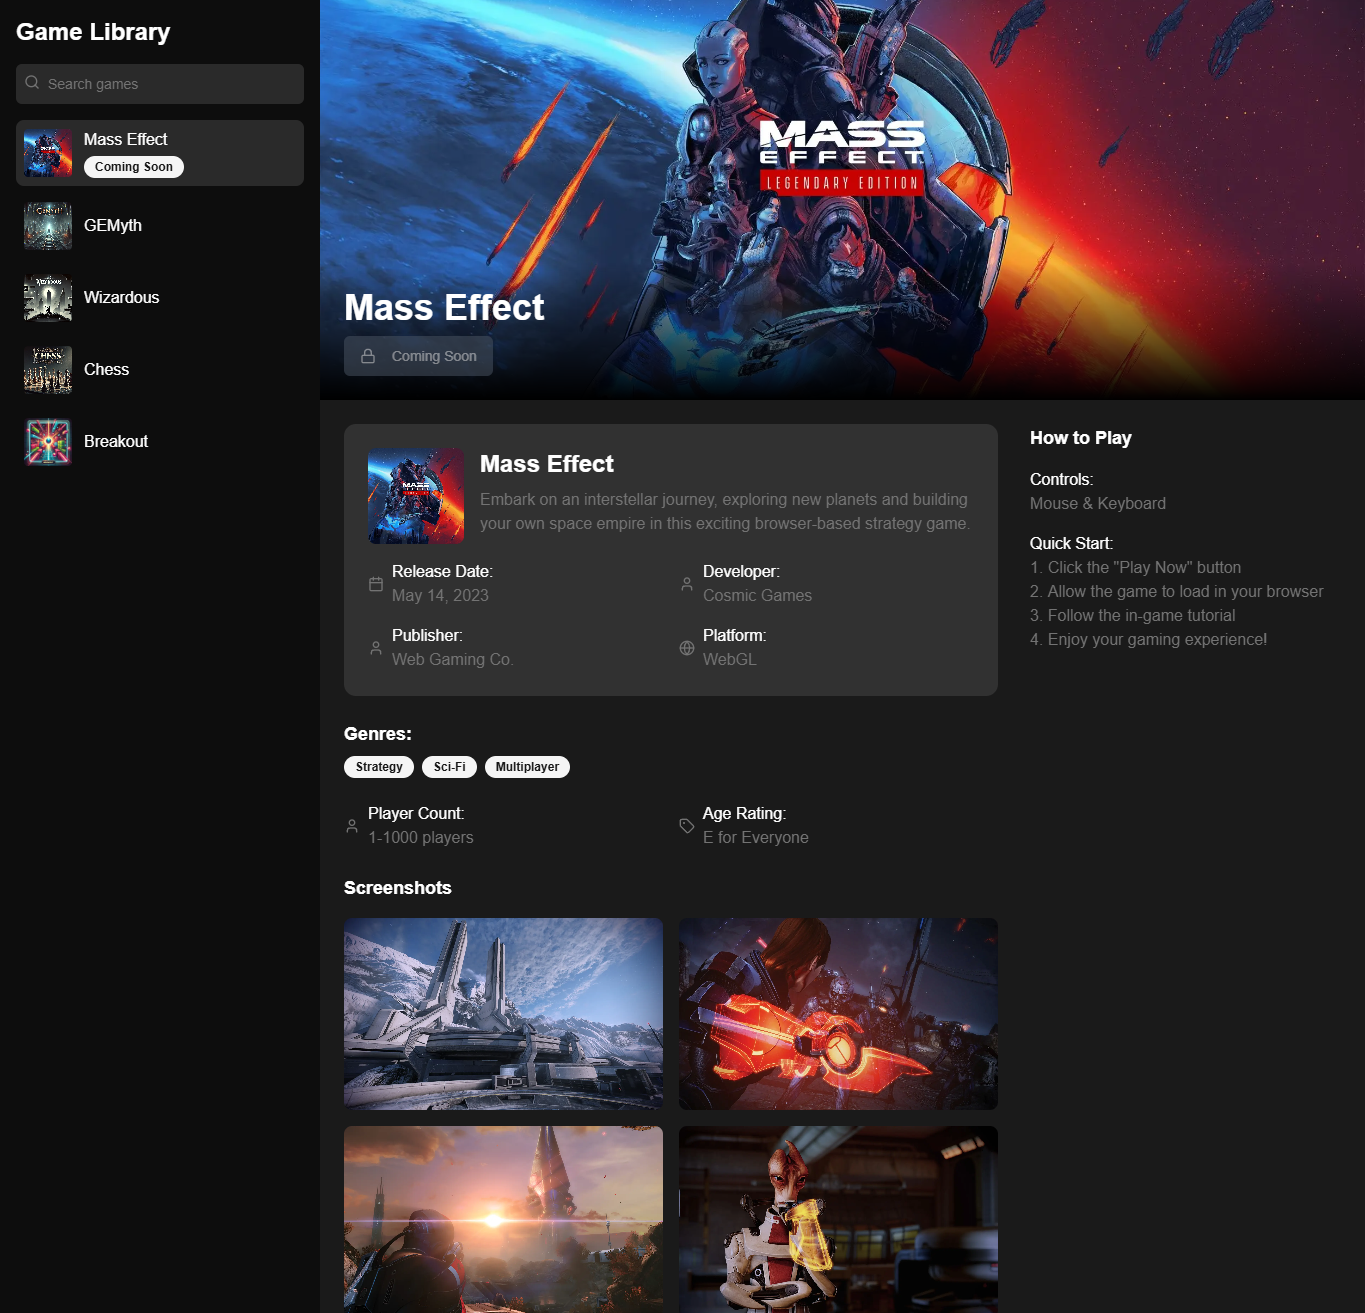 Game Library
Search games
Mass Effect
Coming Soon
GEMyth
Wizardous
CHESS
Chess
Breakout
MASS
EFFECT
LEGENDARY EDITION
Mass Effect
Coming Soon
Mass Effect
Embark on an interstellar journey, exploring new planets and building
your own space empire in this exciting browser-based strategy game.
Release Date:
May 14, 2023
Developer:
Cosmic Games
Publisher:
Web Gaming Co.
Platform:
WebGL
Genres:
Strategy
Sci-Fi
Multiplayer
Player Count:
1-1000 players
Age Rating:
E for Everyone
Screenshots
How to Play
Controls:
Mouse & Keyboard
Quick Start:
1. Click the "Play Now" button
2. Allow the game to load in your browser
3. Follow the in-game tutorial
4. Enjoy your gaming experience!